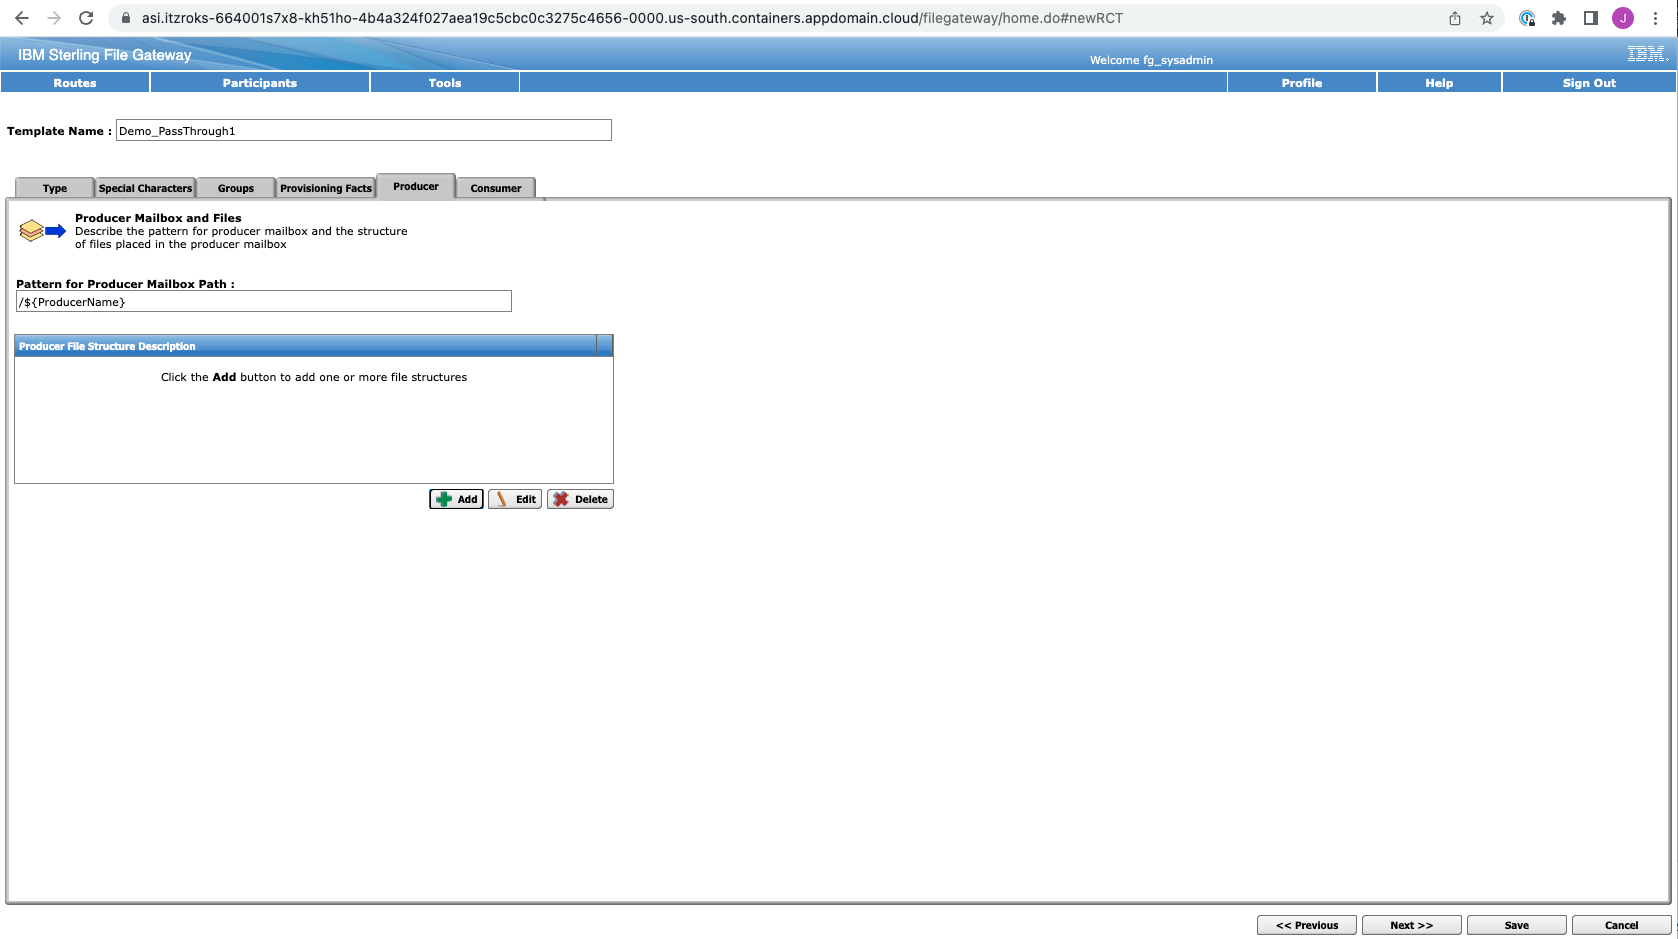 asi.itzroks-664001s7x8-kh51ho-4b4a324f027aea19c5cbc0c3275c4656-0000.us-south.containers.appdomain.cloud/filegateway/home.do#newRCT
J
IBM Sterling File Gateway
Welcome fg_sysadmin
IBM
Routes Participants Tools Profile Help Sign Out
Template Name : Demo_PassThrough1
Type Special Characters Groups Provisioning Facts Producer Consumer
Producer Mailbox and Files
Describe the pattern for producer mailbox and the structure
of files placed in the producer mailbox
Pattern for Producer Mailbox Path :
/${ProducerName}
Producer File Structure Description
Click the Add button to add one or more file structures
Add Edit Delete
<< Previous Next >> Save Cancel